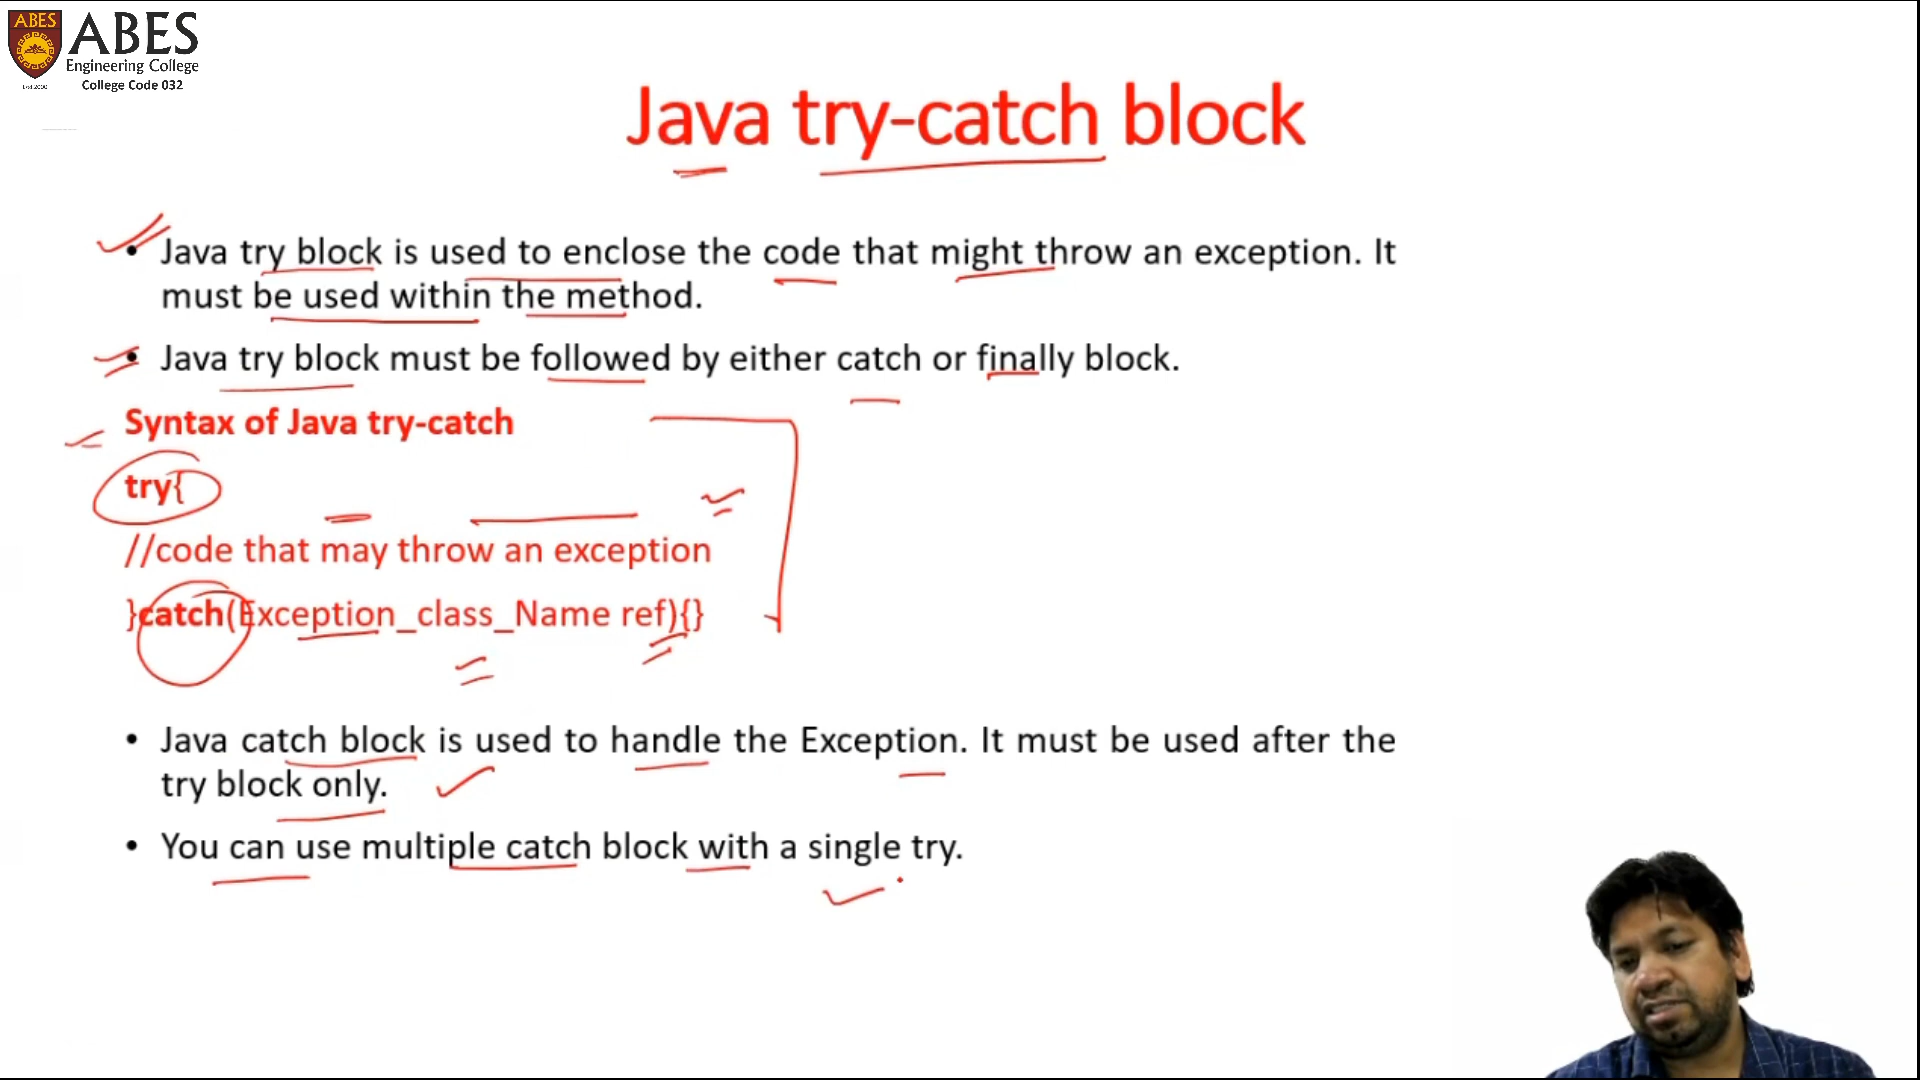 ABES
ABES
Engineering College
College Code 032
Java try-catch block
• Java try block is used to enclose the code that might throw an exception. It
must be used within the method.
• Java try block must be followed by either catch or finally block.
Syntax of Java try-catch
try{
//code that may throw an exception
}catch(Exception_class_Name ref){}
• Java catch block is used to handle the Exception. It must be used after the
try block only.
• You can use multiple catch block with a single try.